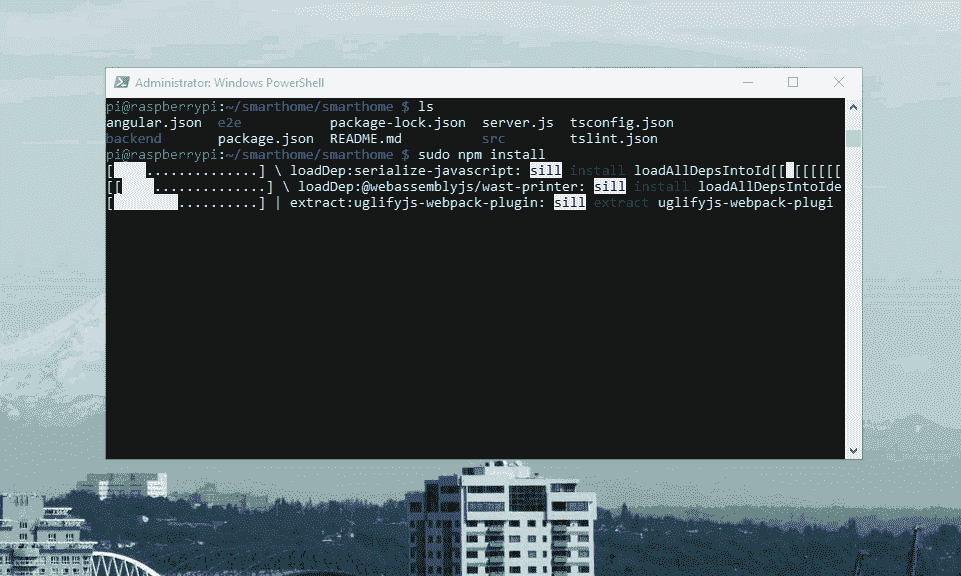 Administrator: Windows PowerShell
pi@raspberrypi:~/smarthome/smarthome $ ls
angular.json  e2e           package-lock.json  server.js  tsconfig.json
backend       package.json  README.md          src        tslint.json
pi@raspberrypi:~/smarthome/smarthome $ sudo npm install
[    ..............] \ loadDep:serialize-javascript: sill install loadAllDepsIntoId[[ [[[[[[
[[    ..............] \ loadDep:@webassemblyjs/wast-printer: sill install loadAllDepsIntoIde
[        ..........] | extract:uglifyjs-webpack-plugin: sill extract uglifyjs-webpack-plugi